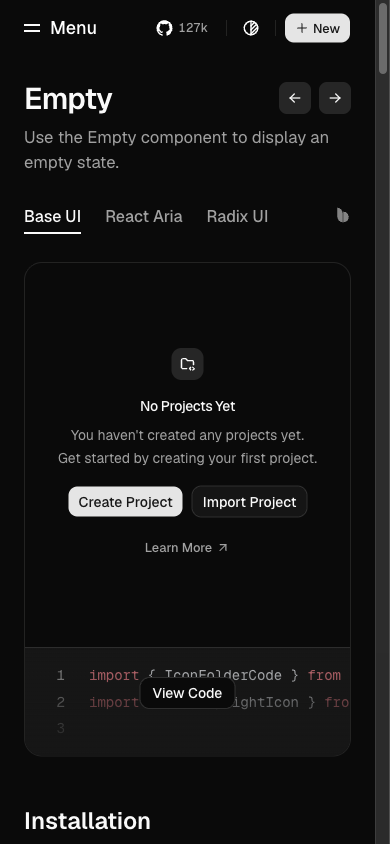 Menu
127k
New
Empty
Use the Empty component to display an
empty state.
Base UI
React Aria
Radix UI
No Projects Yet
You haven't created any projects yet.
Get started by creating your first project.
Create Project
Import Project
Learn More
1 import { IconFolderCode } from
2 import
3
View Code
Installation